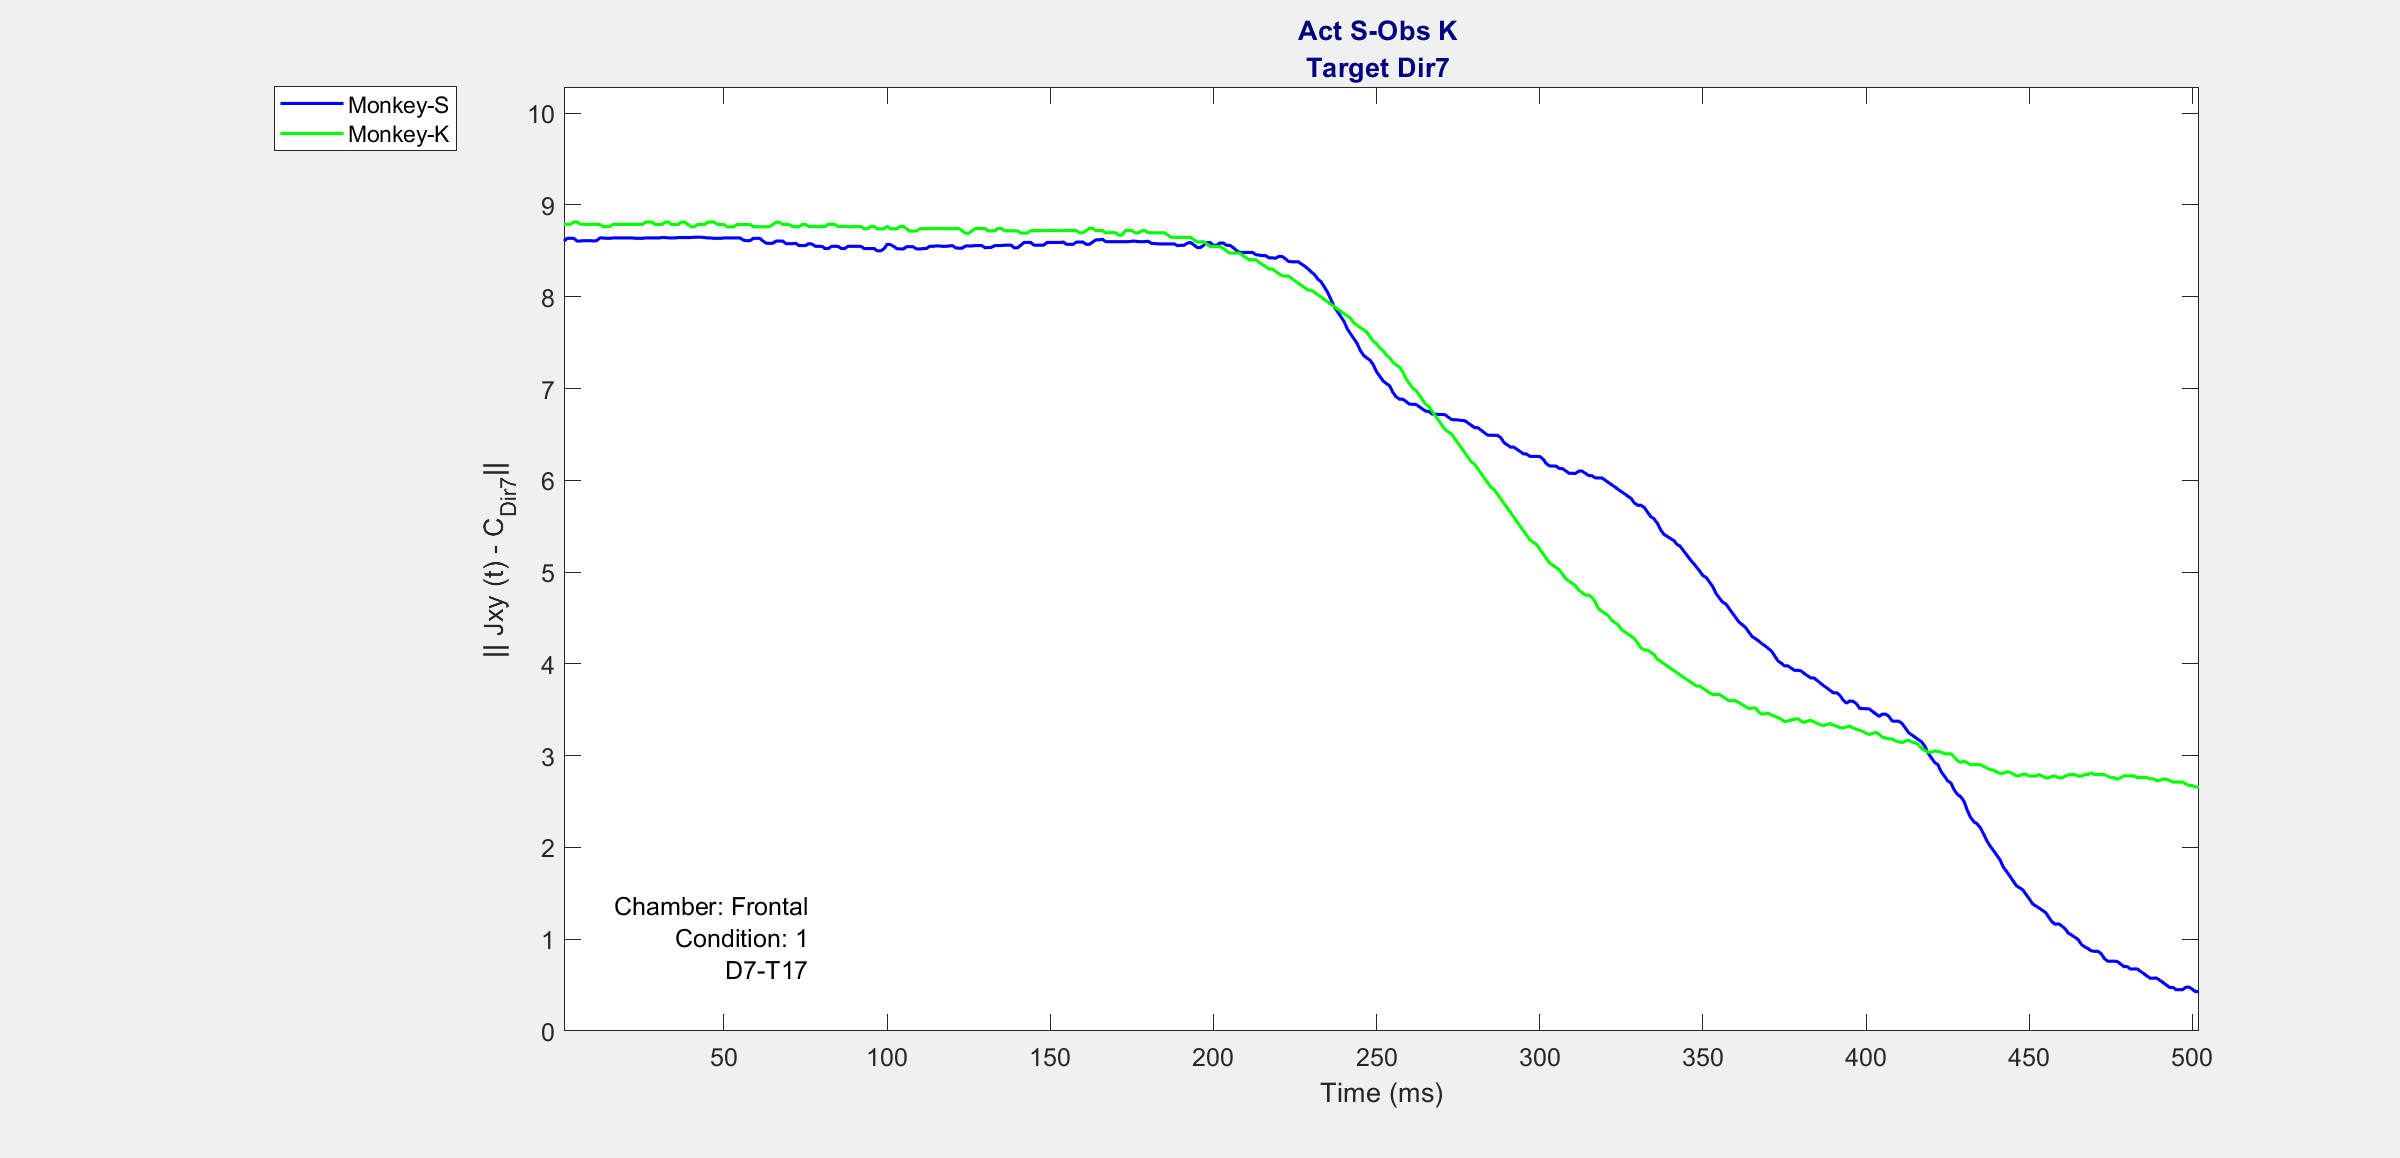 Act S-Obs K
Target Dir7
Monkey-S
Monkey-K
10
9
8
7
6
5
4
3
2
1
0
|| Jxy (t) - C_Dir7||
Chamber: Frontal
Condition: 1
D7-T17
50 100 150 200 250 300 350 400 450 500
Time (ms)